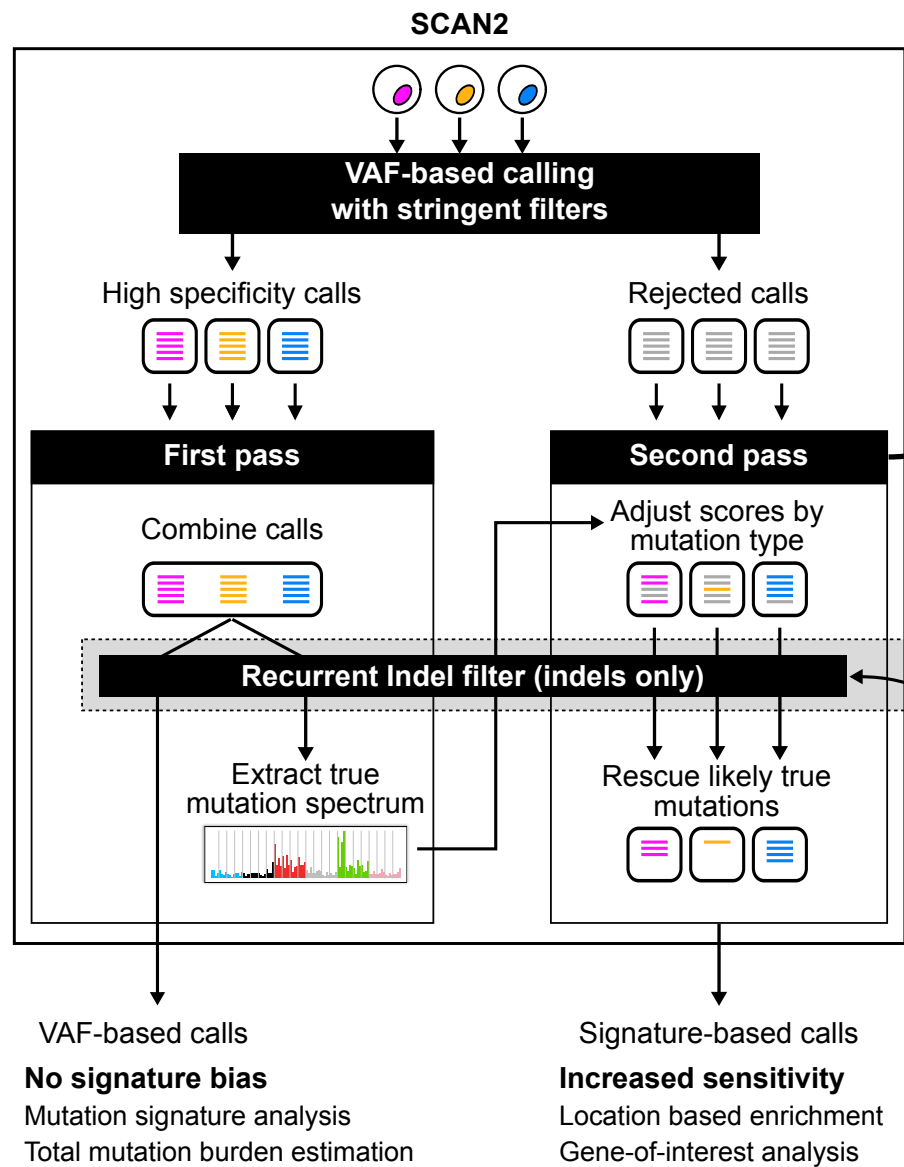 SCAN2
VAF-based calling
with stringent filters
High specificity calls
Rejected calls
First pass
Second pass
Combine calls
Adjust scores by
mutation type
Recurrent Indel filter (indels only)
Extract true
mutation spectrum
Rescue likely true
mutations
VAF-based calls
No signature bias
Mutation signature analysis
Total mutation burden estimation
Signature-based calls
Increased sensitivity
Location based enrichment
Gene-of-interest analysis